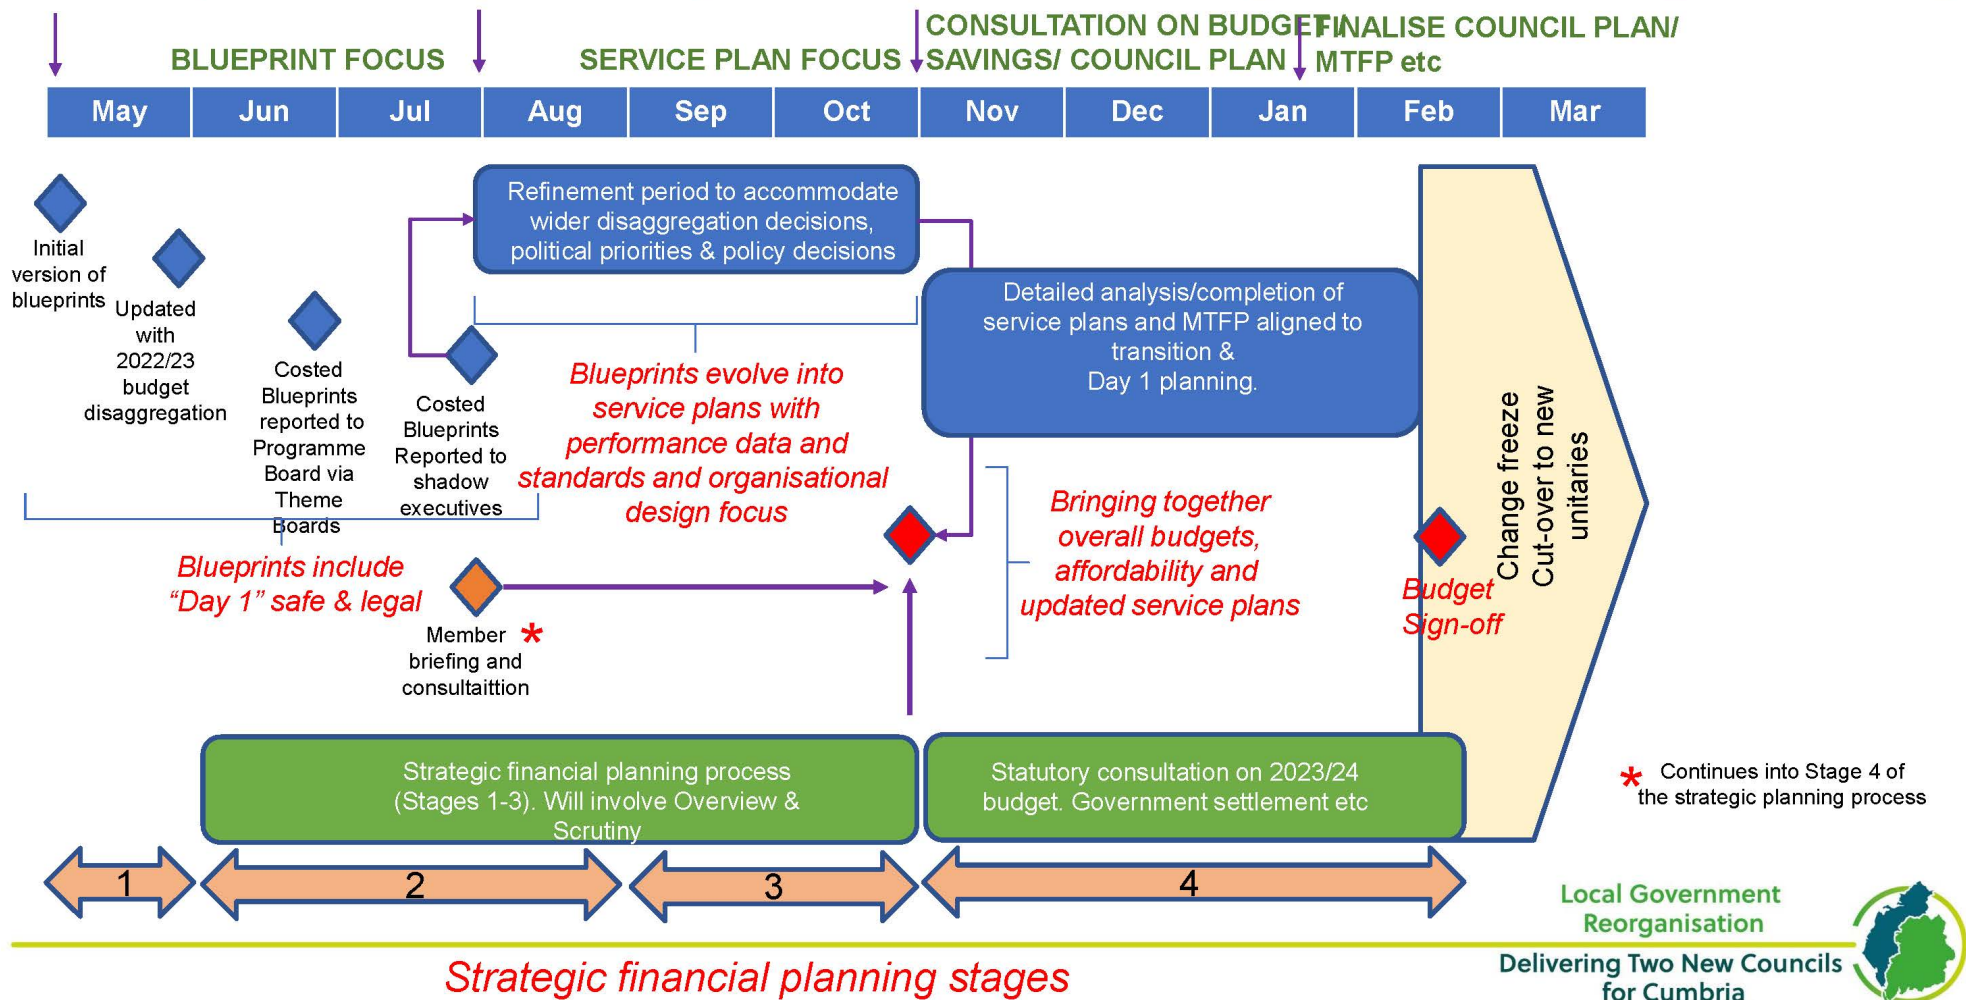 BLUEPRINT FOCUS
SERVICE PLAN FOCUS
CONSULTATION ON BUDGET /
SAVINGS/ COUNCIL PLAN
FINALISE COUNCIL PLAN/
MTFP etc
May
Jun
Jul
Aug
Sep
Oct
Nov
Dec
Jan
Feb
Mar
Initial
version of
blueprints
Updated
with
2022/23
budget
disaggregation
Costed
Blueprints
reported to
Programme
Board via
Theme
Boards
Costed
Blueprints
Reported to
shadow
executives
Refinement period to accommodate
wider disaggregation decisions,
political priorities & policy decisions
Detailed analysis/completion of
service plans and MTFP aligned to
transition &
Day 1 planning.
Blueprints evolve into
service plans with
performance data and
standards and organisational
design focus
Blueprints include
“Day 1” safe & legal
Member *
briefing and
consultaittion
Bringing together
overall budgets,
affordability and
updated service plans
Budget
Sign-off
Change freeze
Cut-over to new
unitaries
Strategic financial planning process
(Stages 1-3). Will involve Overview &
Scrutiny
Statutory consultation on 2023/24
budget. Government settlement etc
* Continues into Stage 4 of
the strategic planning process
1
2
3
4
Strategic financial planning stages
Local Government
Reorganisation
Delivering Two New Councils
for Cumbria